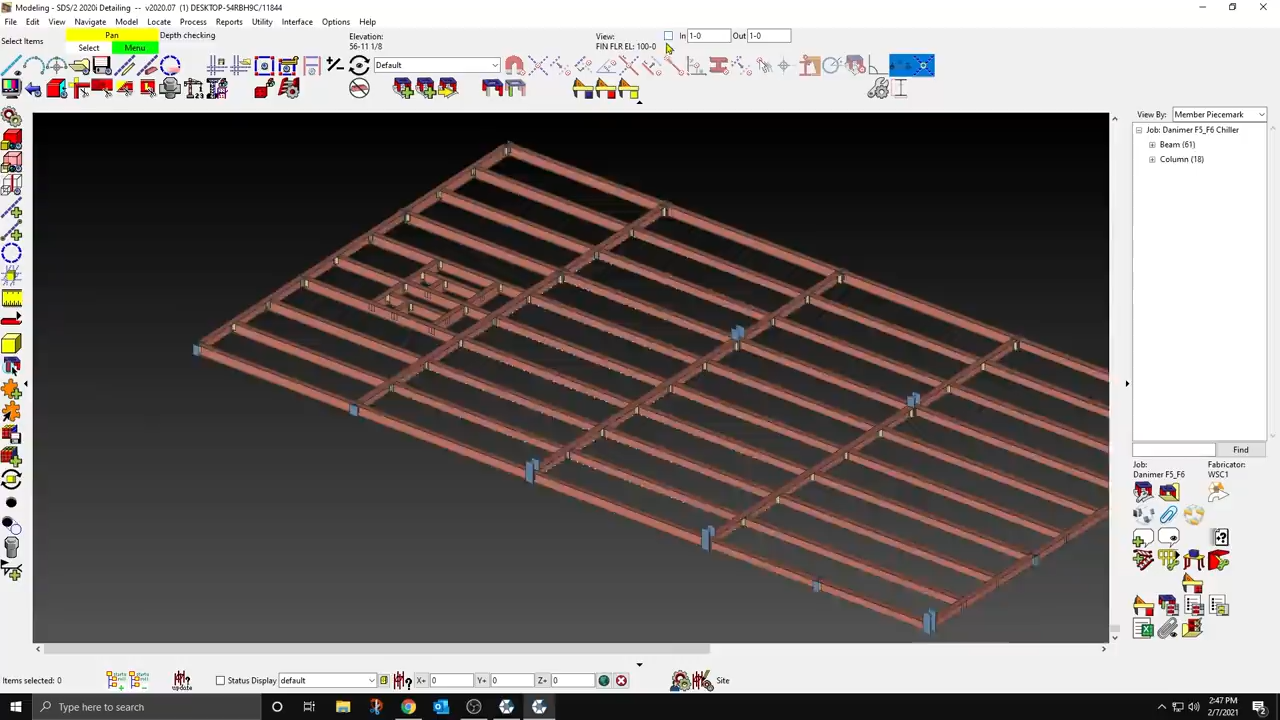 Modeling - SDS/2 2020i Detailing -- v2020.07 (1) DESKTOP-S4RBH9C/11844
File Edit View Navigate Model Locate Process Reports Utility Interface Options Help
Select Items
Pan
Depth checking
Select Menu
Elevation:
56-11 1/8
View:
FIN FLR EL: 100-0
In 1-0 Out 1-0
Default
View By: Member Piecemark
Job: Danimer F5_F6 Chiller
Beam (61)
Column (18)
Find
Job:
Danimer F5_F6
Fabricator:
WSC1
Items selected: 0
update
Status Display default
X+ 0 Y+ 0 Z+ 0
Site
Type here to search
2:47 PM
2/7/2021